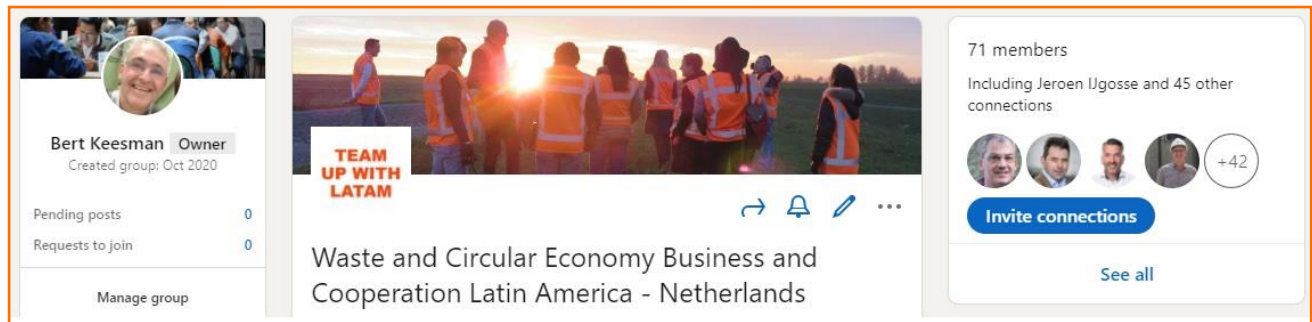 Bert Keesman Owner
Created group: Oct 2020
Pending posts 0
Requests to join 0
Manage group
TEAM
UP WITH
LATAM
Waste and Circular Economy Business and
Cooperation Latin America - Netherlands
71 members
Including Jeroen IJgosse and 45 other
connections
+42
Invite connections
See all